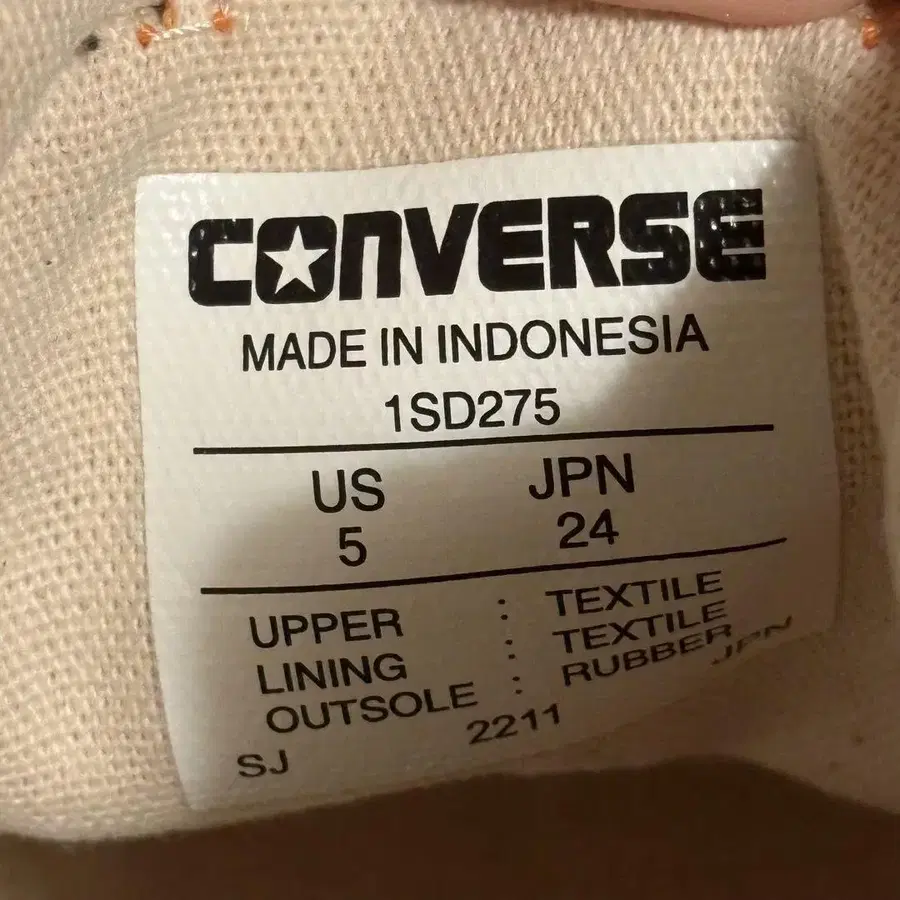 CONVERSE
MADE IN INDONESIA
1SD275
US JPN
5 24
UPPER : TEXTILE
LINING : TEXTILE
OUTSOLE : RUBBER
SJ 2211 JPN